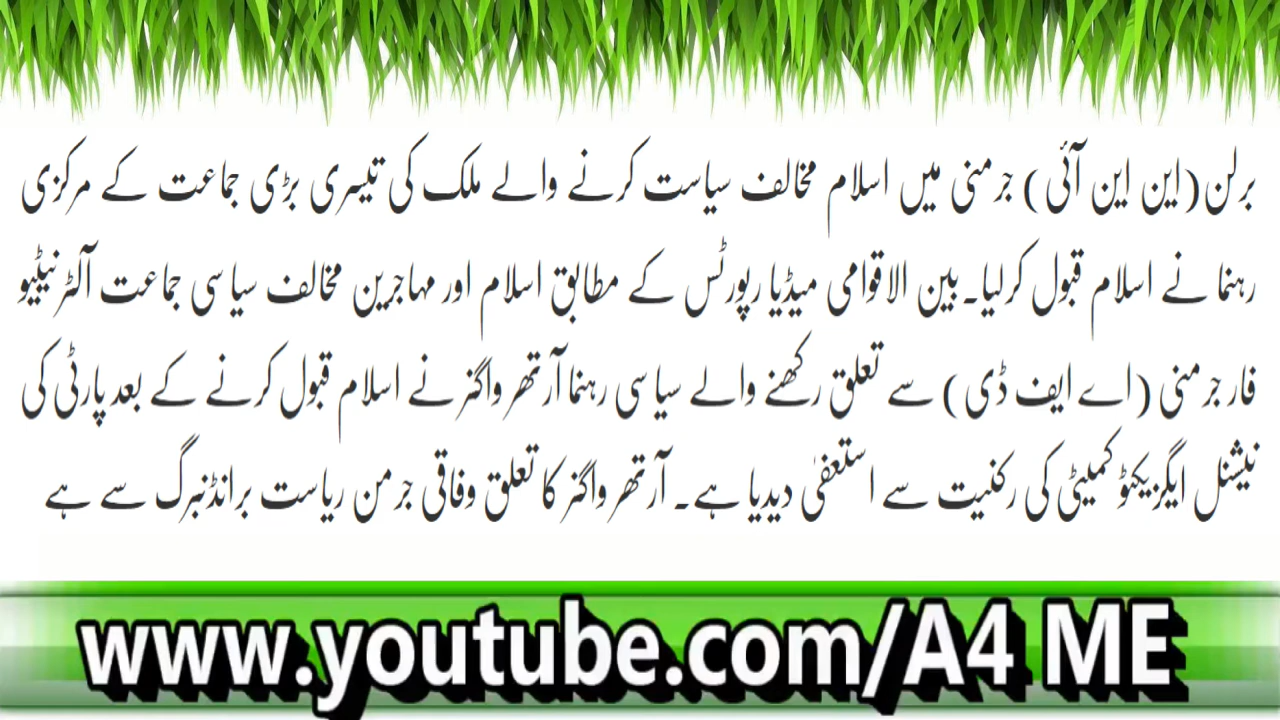 برلن(این این آئی) جرمنی میں اسلام مخالف سیاست کرنے والے ملک کی تیسری بڑی جماعت کے مرکزی
رہنما نے اسلام قبول کرلیا۔بین الاقوامی میڈیا رپورٹس کے مطابق اسلام اور مہاجرین مخالف سیاسی جماعت آلٹرنیٹیو
فار جرمنی (اے ایف ڈی) سے تعلق رکھنے والے سیاسی رہنما آرتھر واگنر نے اسلام قبول کرنے کے بعد پارٹی کی
نیشنل ایگزیکٹو کمیٹی کی رکنیت سے استعفیٰ دیدیا ہے۔ آرتھر واگنر کا تعلق وفاقی جرمن ریاست برانڈنبرگ سے ہے
www.youtube.com/A4 ME